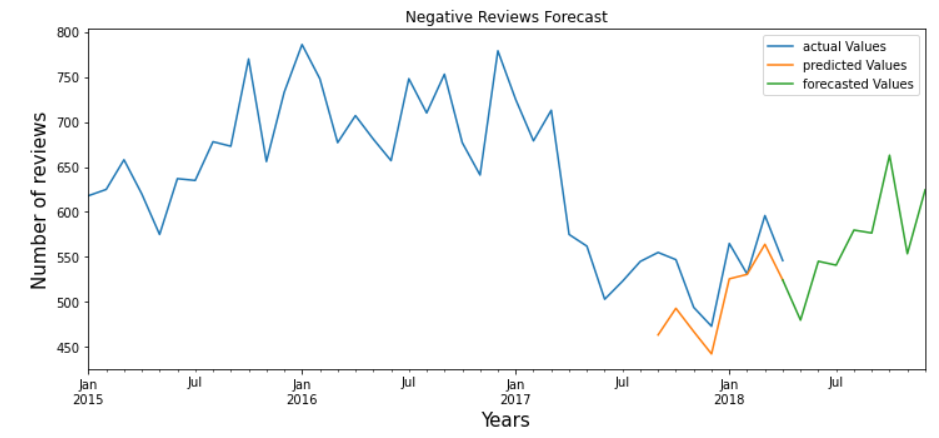 Negative Reviews Forecast
800
750
700
650
600
550
500
450
Number of reviews
actual Values
predicted Values
forecasted Values
Jan
2015
Jul
Jan
2016
Jul
Jan
2017
Jul
Jan
2018
Jul
Years